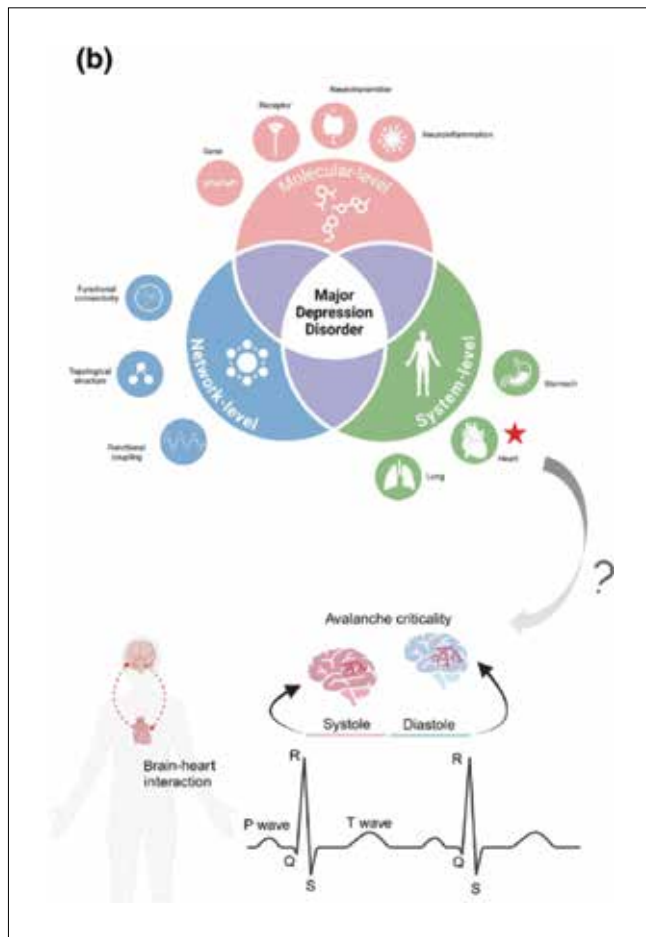 (b)
Neurotransmitter
Receptor
Neuroinflammation
Gene
Molecular-level
Functional
connectivity
Major
Depression
Disorder
Topological
structure
Network-level
System-level
Stomach
Functional
coupling
Heart
Lung
?
Avalanche criticality
Systole
Diastole
Brain-heart
interaction
R
R
P wave
T wave
Q
Q
S
S